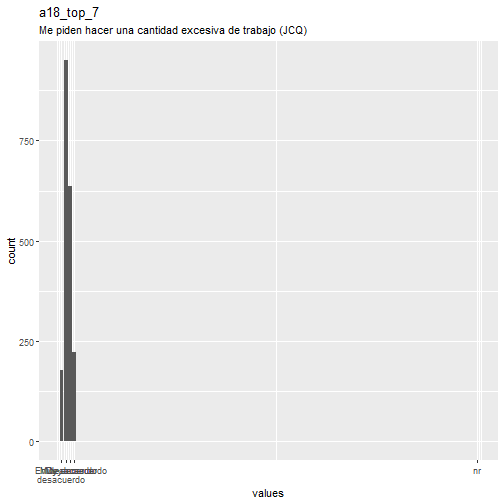 a18_top_7
Me piden hacer una cantidad excesiva de trabajo (JCQ)
750
500
250
0
count
desacuerdo
nr
values